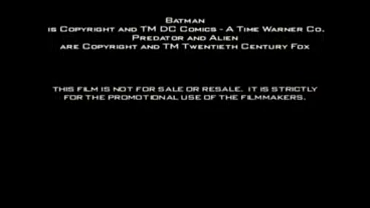 Batman
is Copyright and TM DC Comics - A Time Warner Co.
Predator and Alien
are Copyright and TM Twentieth Century Fox
THIS FILM IS NOT FOR SALE OR RESALE. IT IS STRICTLY
FOR THE PROMOTIONAL USE OF THE FILMMAKERS.